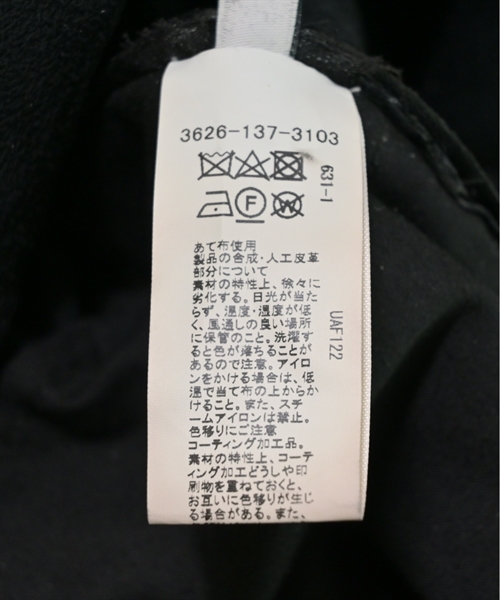 3626-137-3103
631-1
F
W
あて布使用
製品の合成・人工皮革
部分について
素材の特性上、徐々に
劣化する。日光が当た
らず、温度・湿度が低
く、風通しの良い場所
に保管のこと。洗濯す
ると色が落ちることが
あるので注意。アイロ
ンをかける場合は、低
温で当て布の上からか
けること。また、スチ
ームアイロンは禁止。
色移りにご注意
コーティング加工品。
素材の特性上、コーテ
ィング加工どうしや印
刷物を重ねておくと、
お互いに色移りが生じ
る場合がある。また、
UAF122